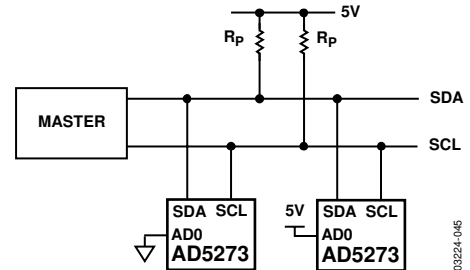 5V
RP
RP
SDA
MASTER
SCL
SDA SCL
AD0
AD5273
5V
SDA SCL
AD0
AD5273
03224-045